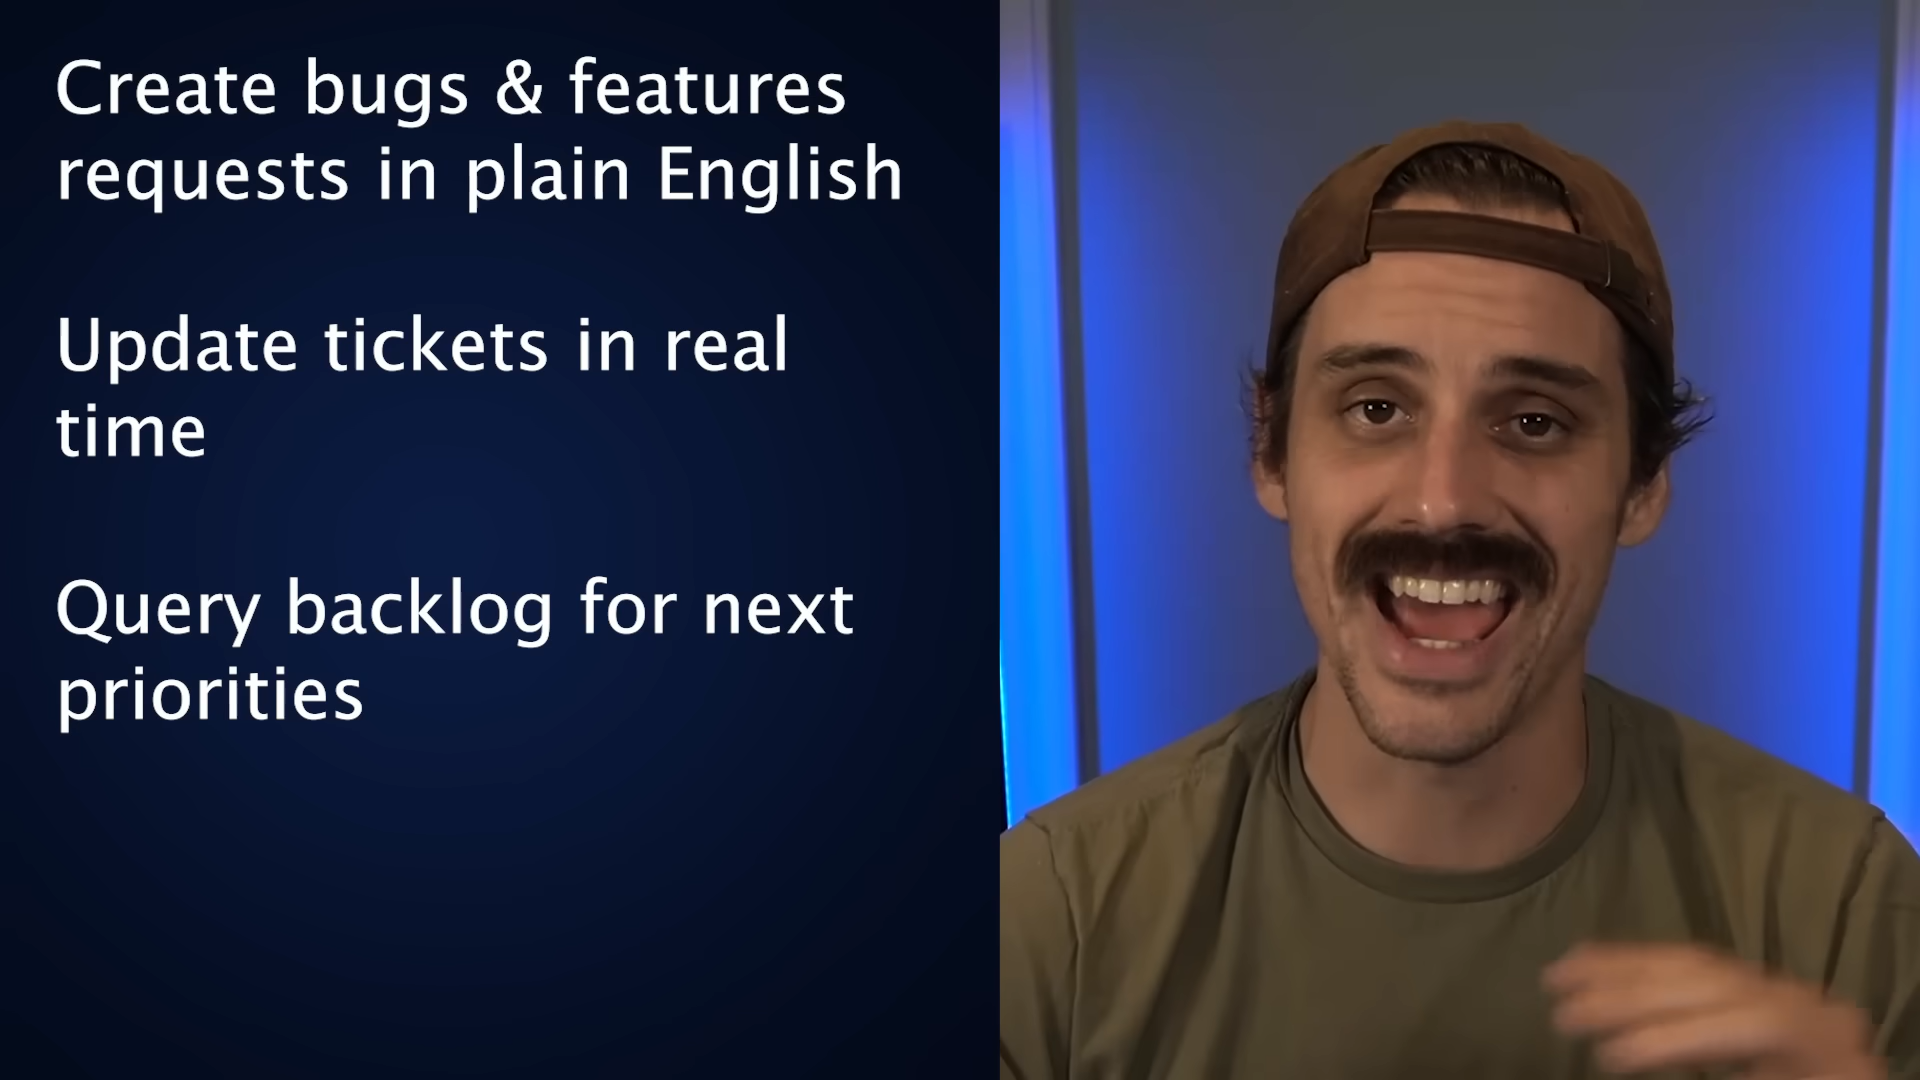 Create bugs & features
requests in plain English
Update tickets in real
time
Query backlog for next
priorities